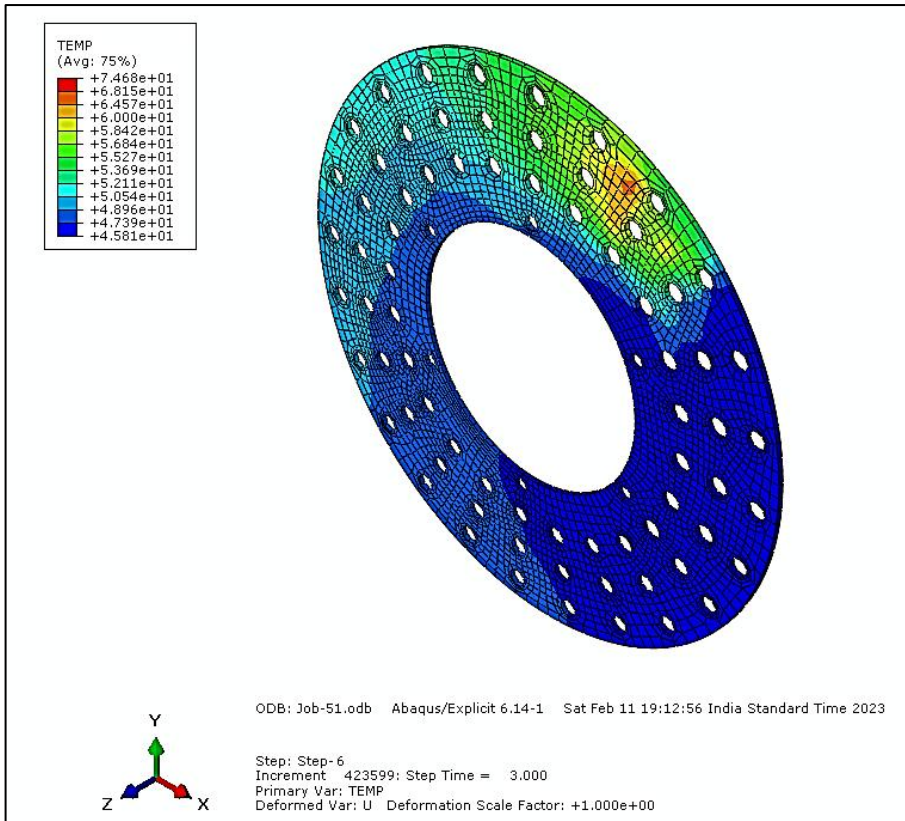 TEMP
(Avg: 75%)
+7.468e+01
+6.815e+01
+6.457e+01
+6.000e+01
+5.842e+01
+5.684e+01
+5.527e+01
+5.369e+01
+5.211e+01
+5.054e+01
+4.896e+01
+4.739e+01
+4.581e+01
ODB: Job-51.odb Abaqus/Explicit 6.14-1 Sat Feb 11 19:12:56 India Standard Time 2023
Y
Z
X
Step: Step-6
Increment 423599: Step Time = 3.000
Primary Var: TEMP
Deformed Var: U Deformation Scale Factor: +1.000e+00